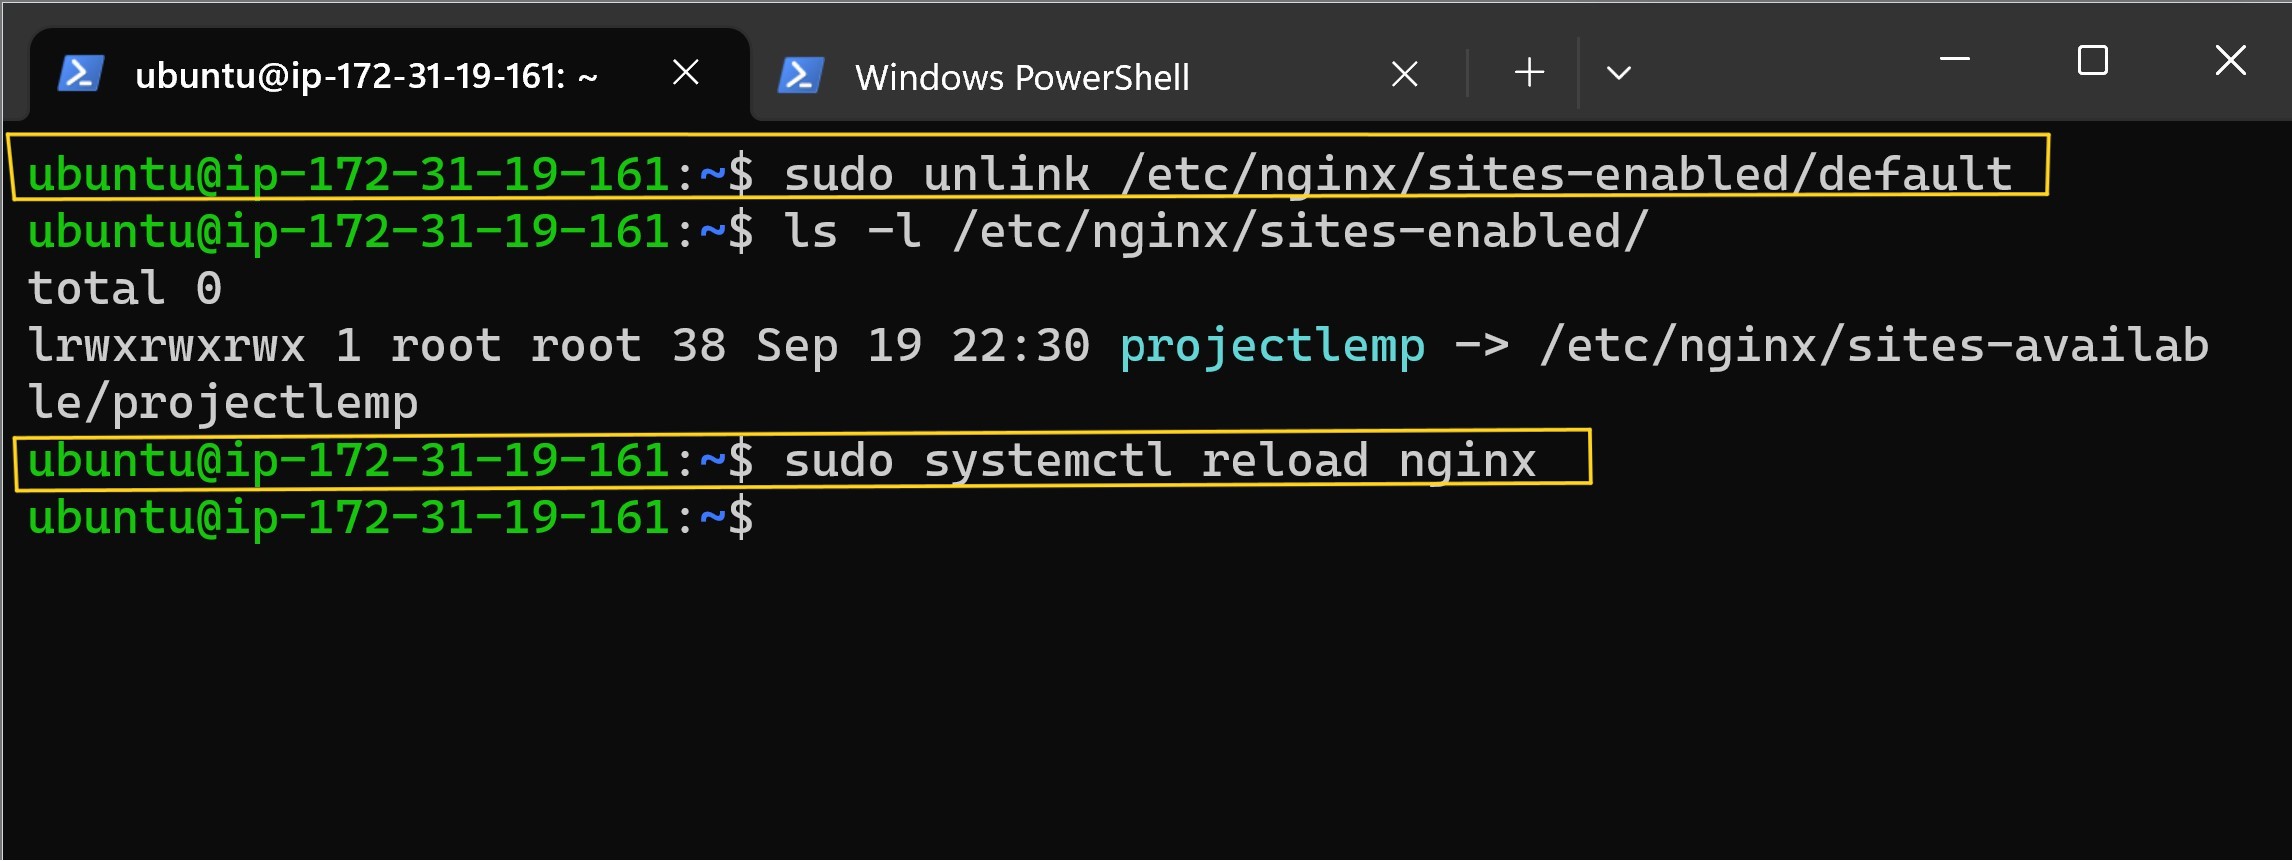 ubuntu@ip-172-31-19-161: ~
Windows PowerShell
ubuntu@ip-172-31-19-161:~$ sudo unlink /etc/nginx/sites-enabled/default
ubuntu@ip-172-31-19-161:~$ ls -l /etc/nginx/sites-enabled/
total 0
lrwxrwxrwx 1 root root 38 Sep 19 22:30 projectlemp -> /etc/nginx/sites-availab
le/projectlemp
ubuntu@ip-172-31-19-161:~$ sudo systemctl reload nginx
ubuntu@ip-172-31-19-161:~$